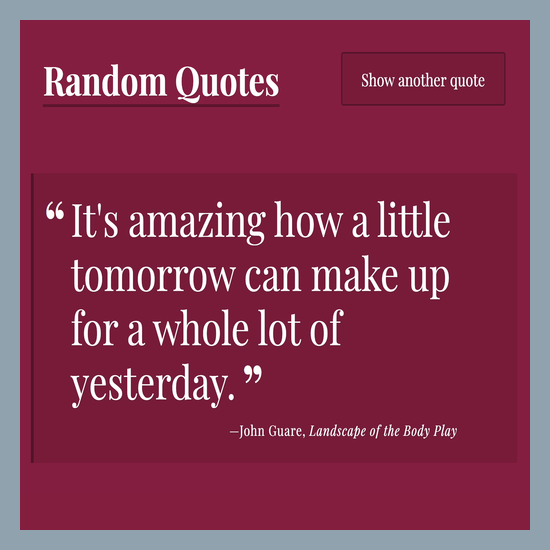 Random Quotes
Show another quote
“ It's amazing how a little
tomorrow can make up
for a whole lot of
yesterday. ”
—John Guare, Landscape of the Body Play